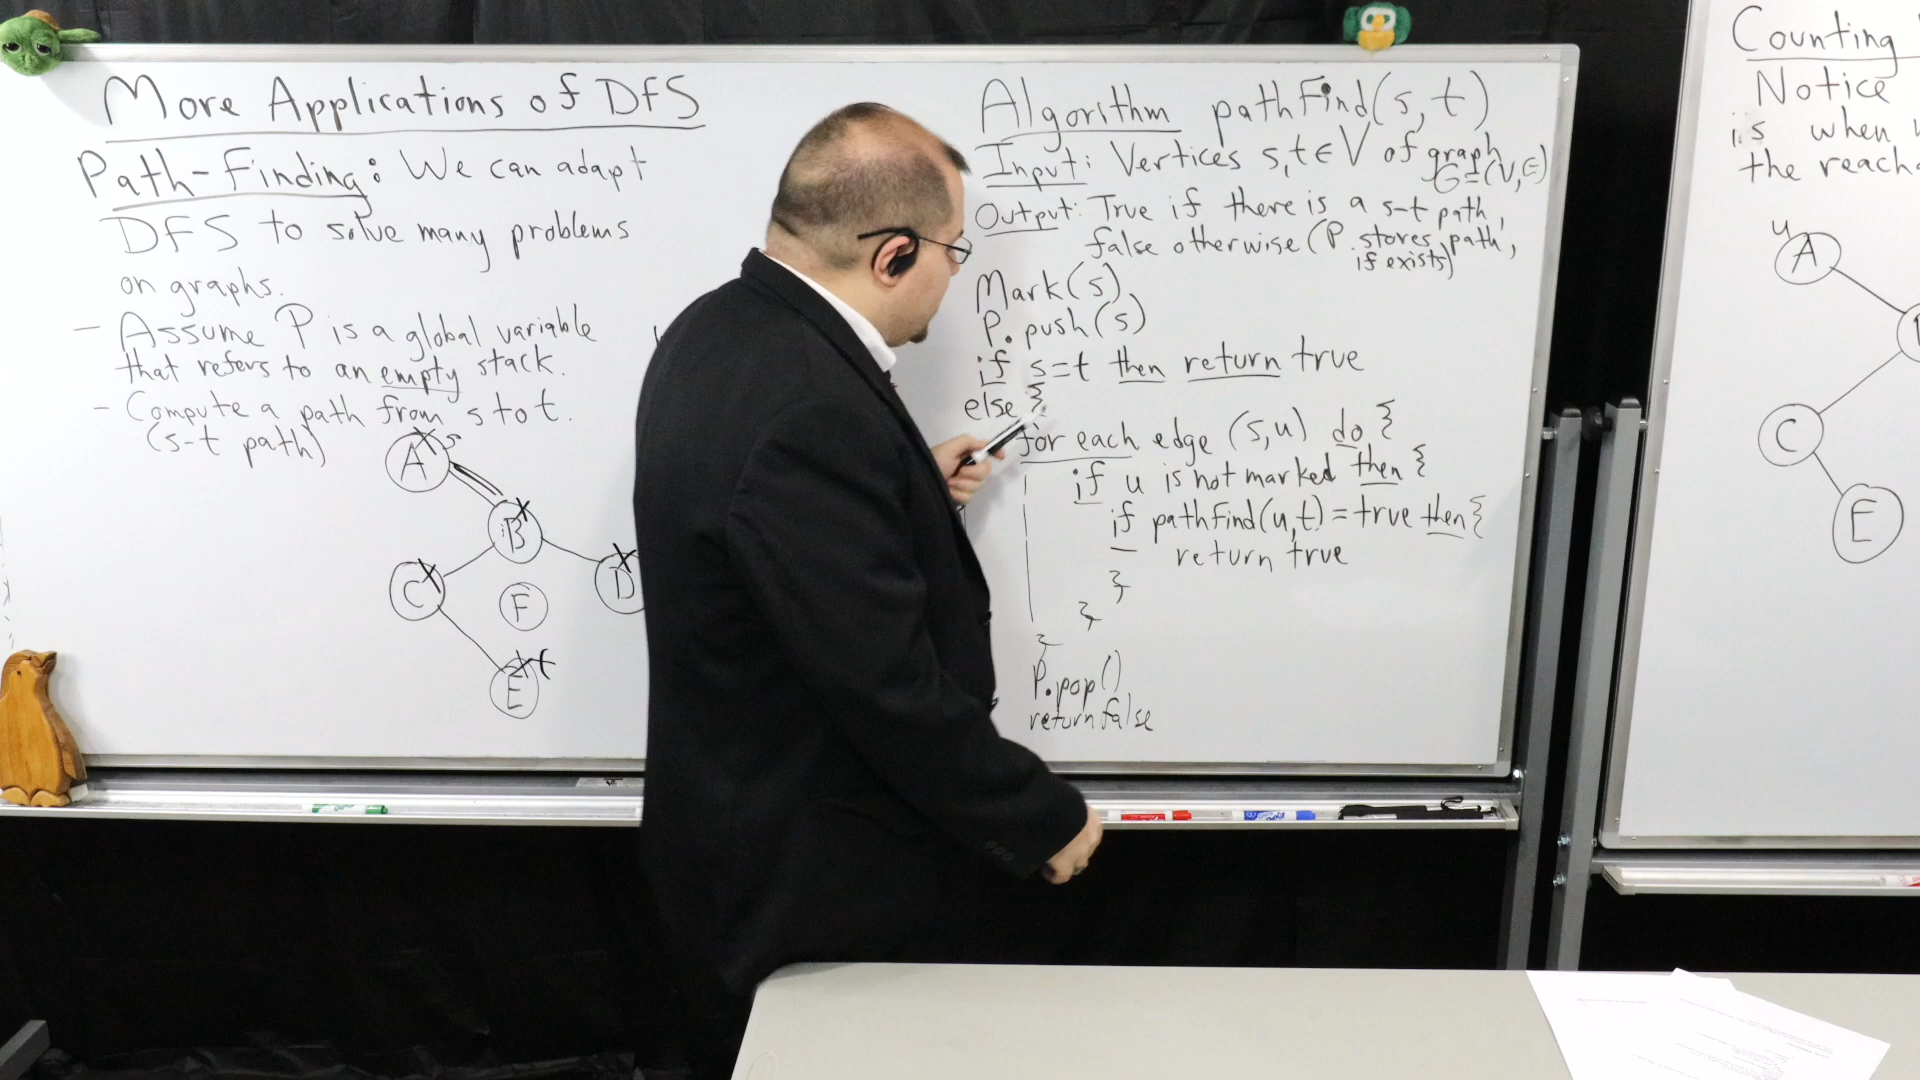 More Applications of DFS
Path-Finding: We can adapt
DFS to solve many problems
on graphs.
- Assume P is a global variable
that refers to an empty stack.
- Compute a path from s to t.
(s-t path)
A s
B
C
F
D
E t
Algorithm pathFind(s, t)
Input: Vertices s, t ∈ V of graph
G=(V,E)
Output: True if there is a s-t path,
false otherwise (P stores path,
if exists)
Mark(s)
P.push(s)
if s=t then return true
else {
for each edge (s,u) do {
if u is not marked then {
if pathFind(u,t) = true then {
return true
}
}
}
P.pop()
return false
Counting
Notice
is when
the reach
u
A
C
E